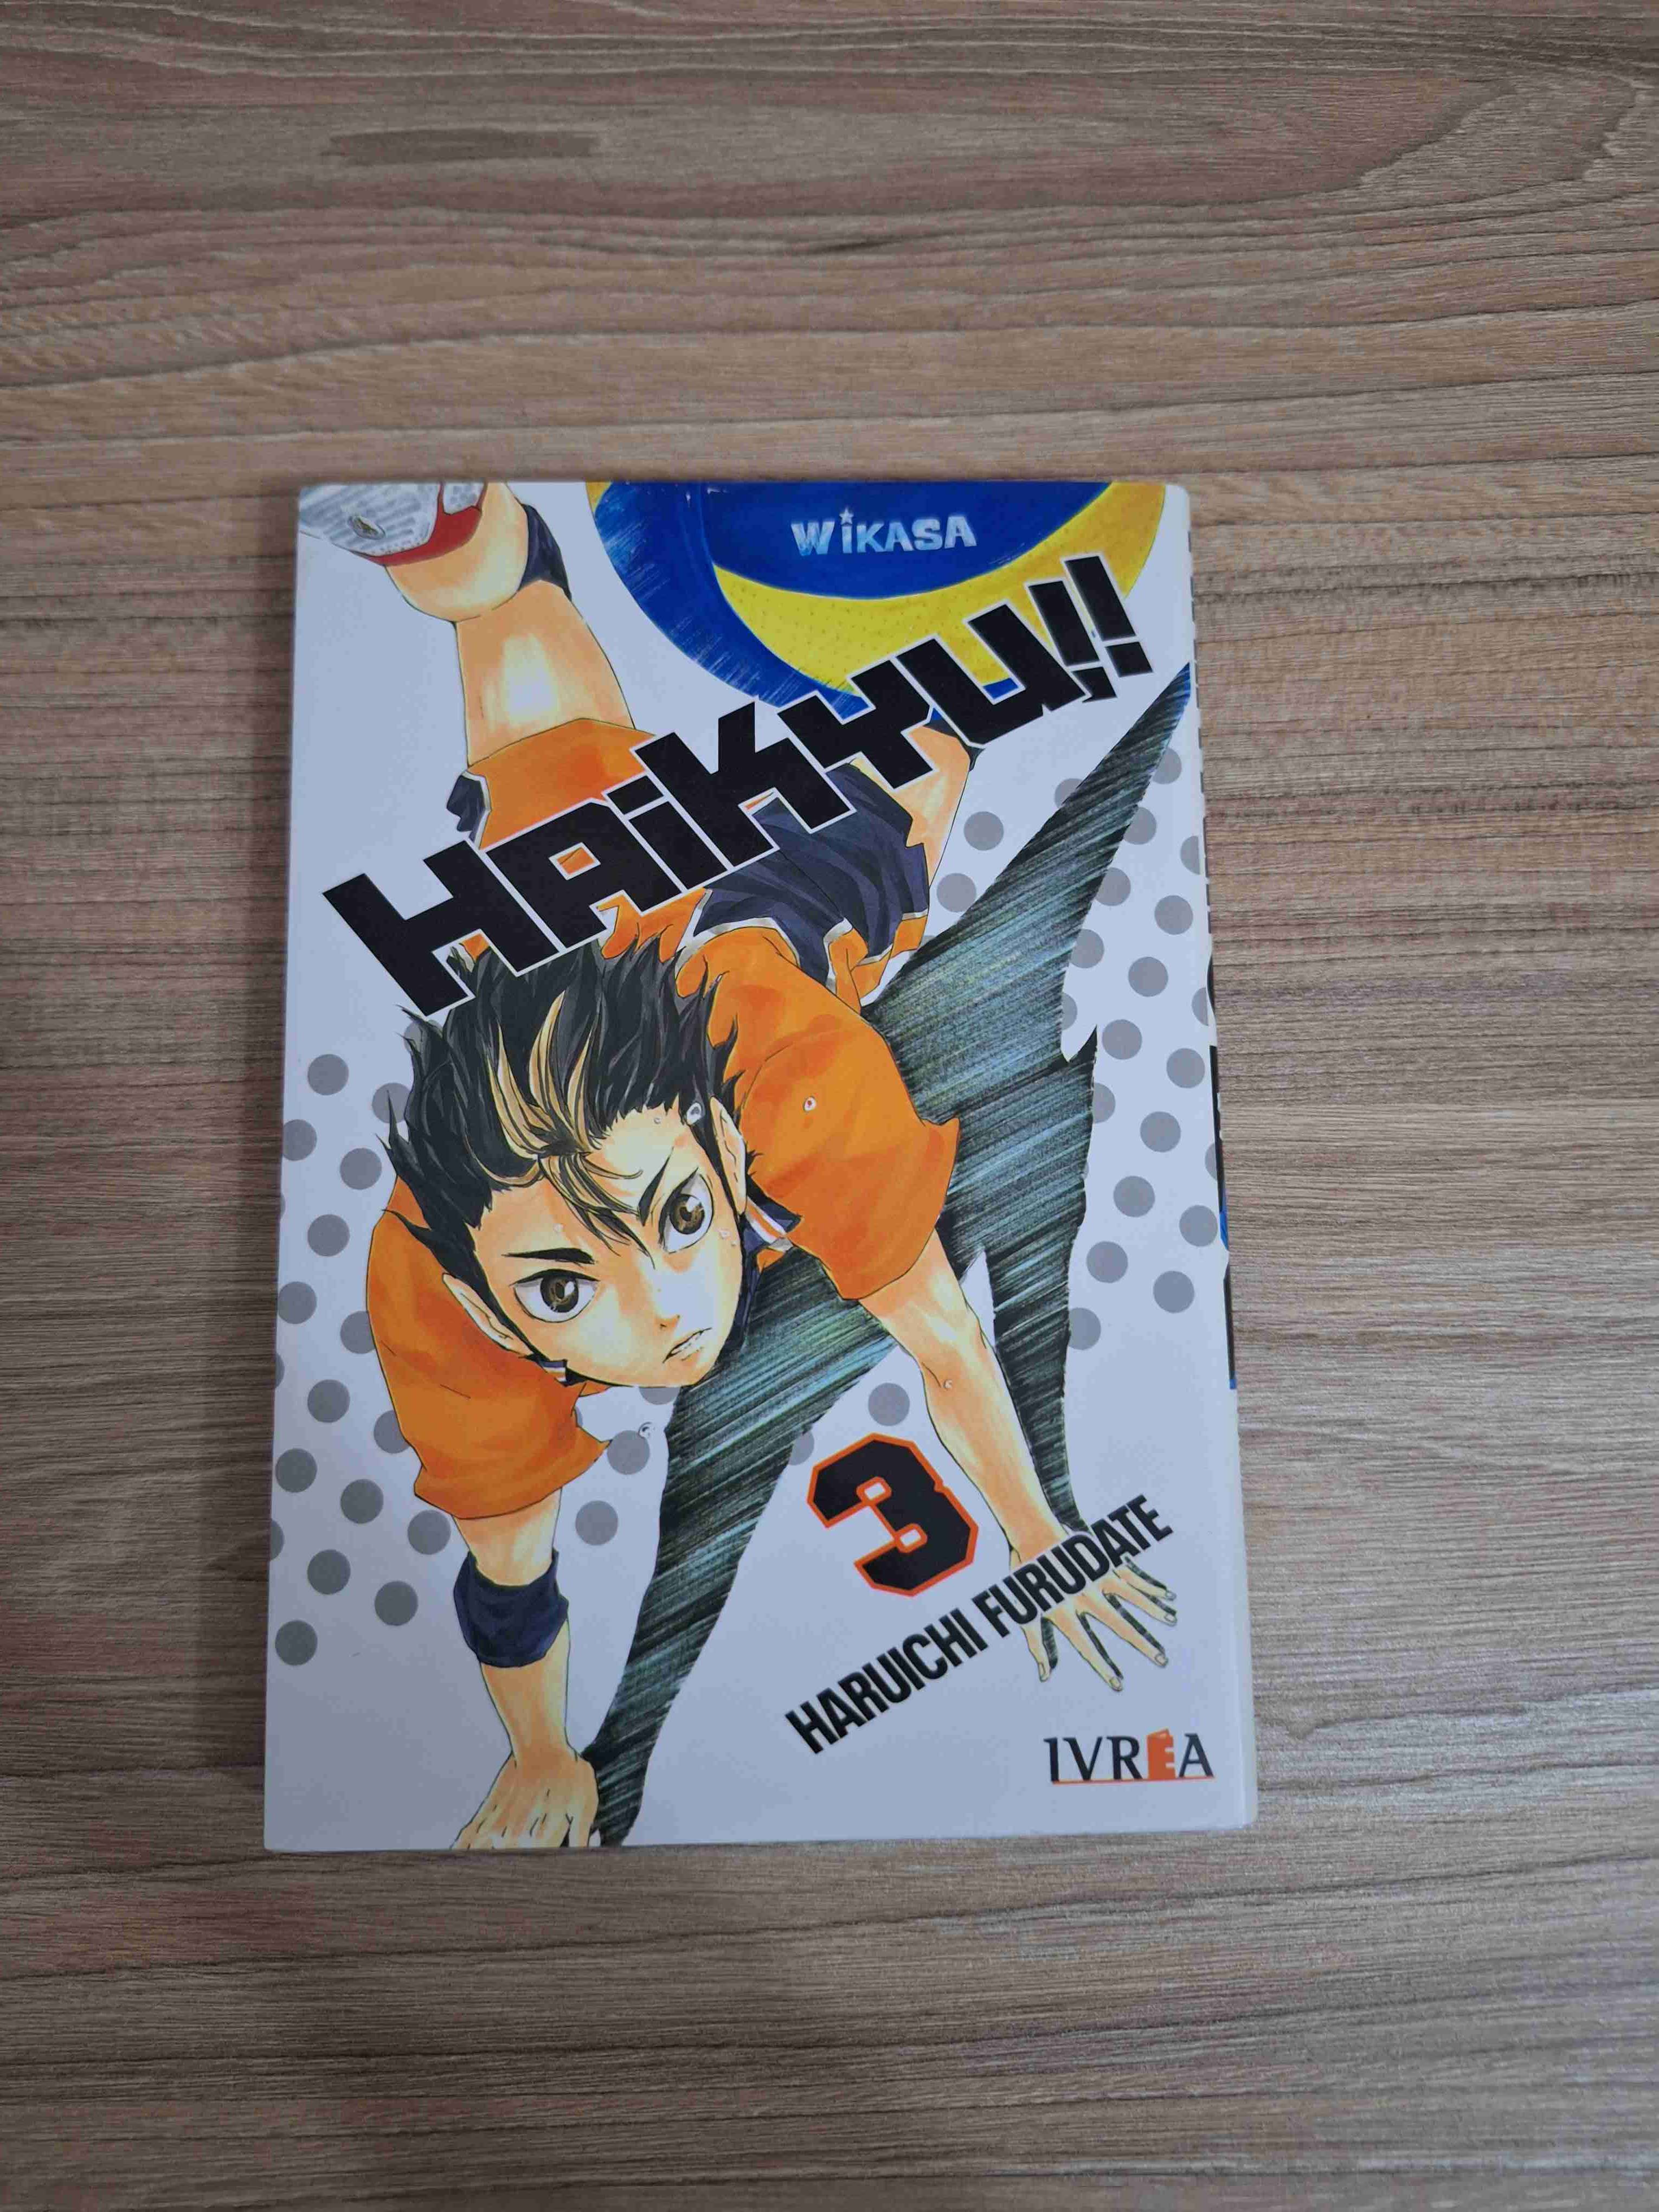 WiKASA
HAiKYU!!
3
HARUICHI FURUDATE
IVREA